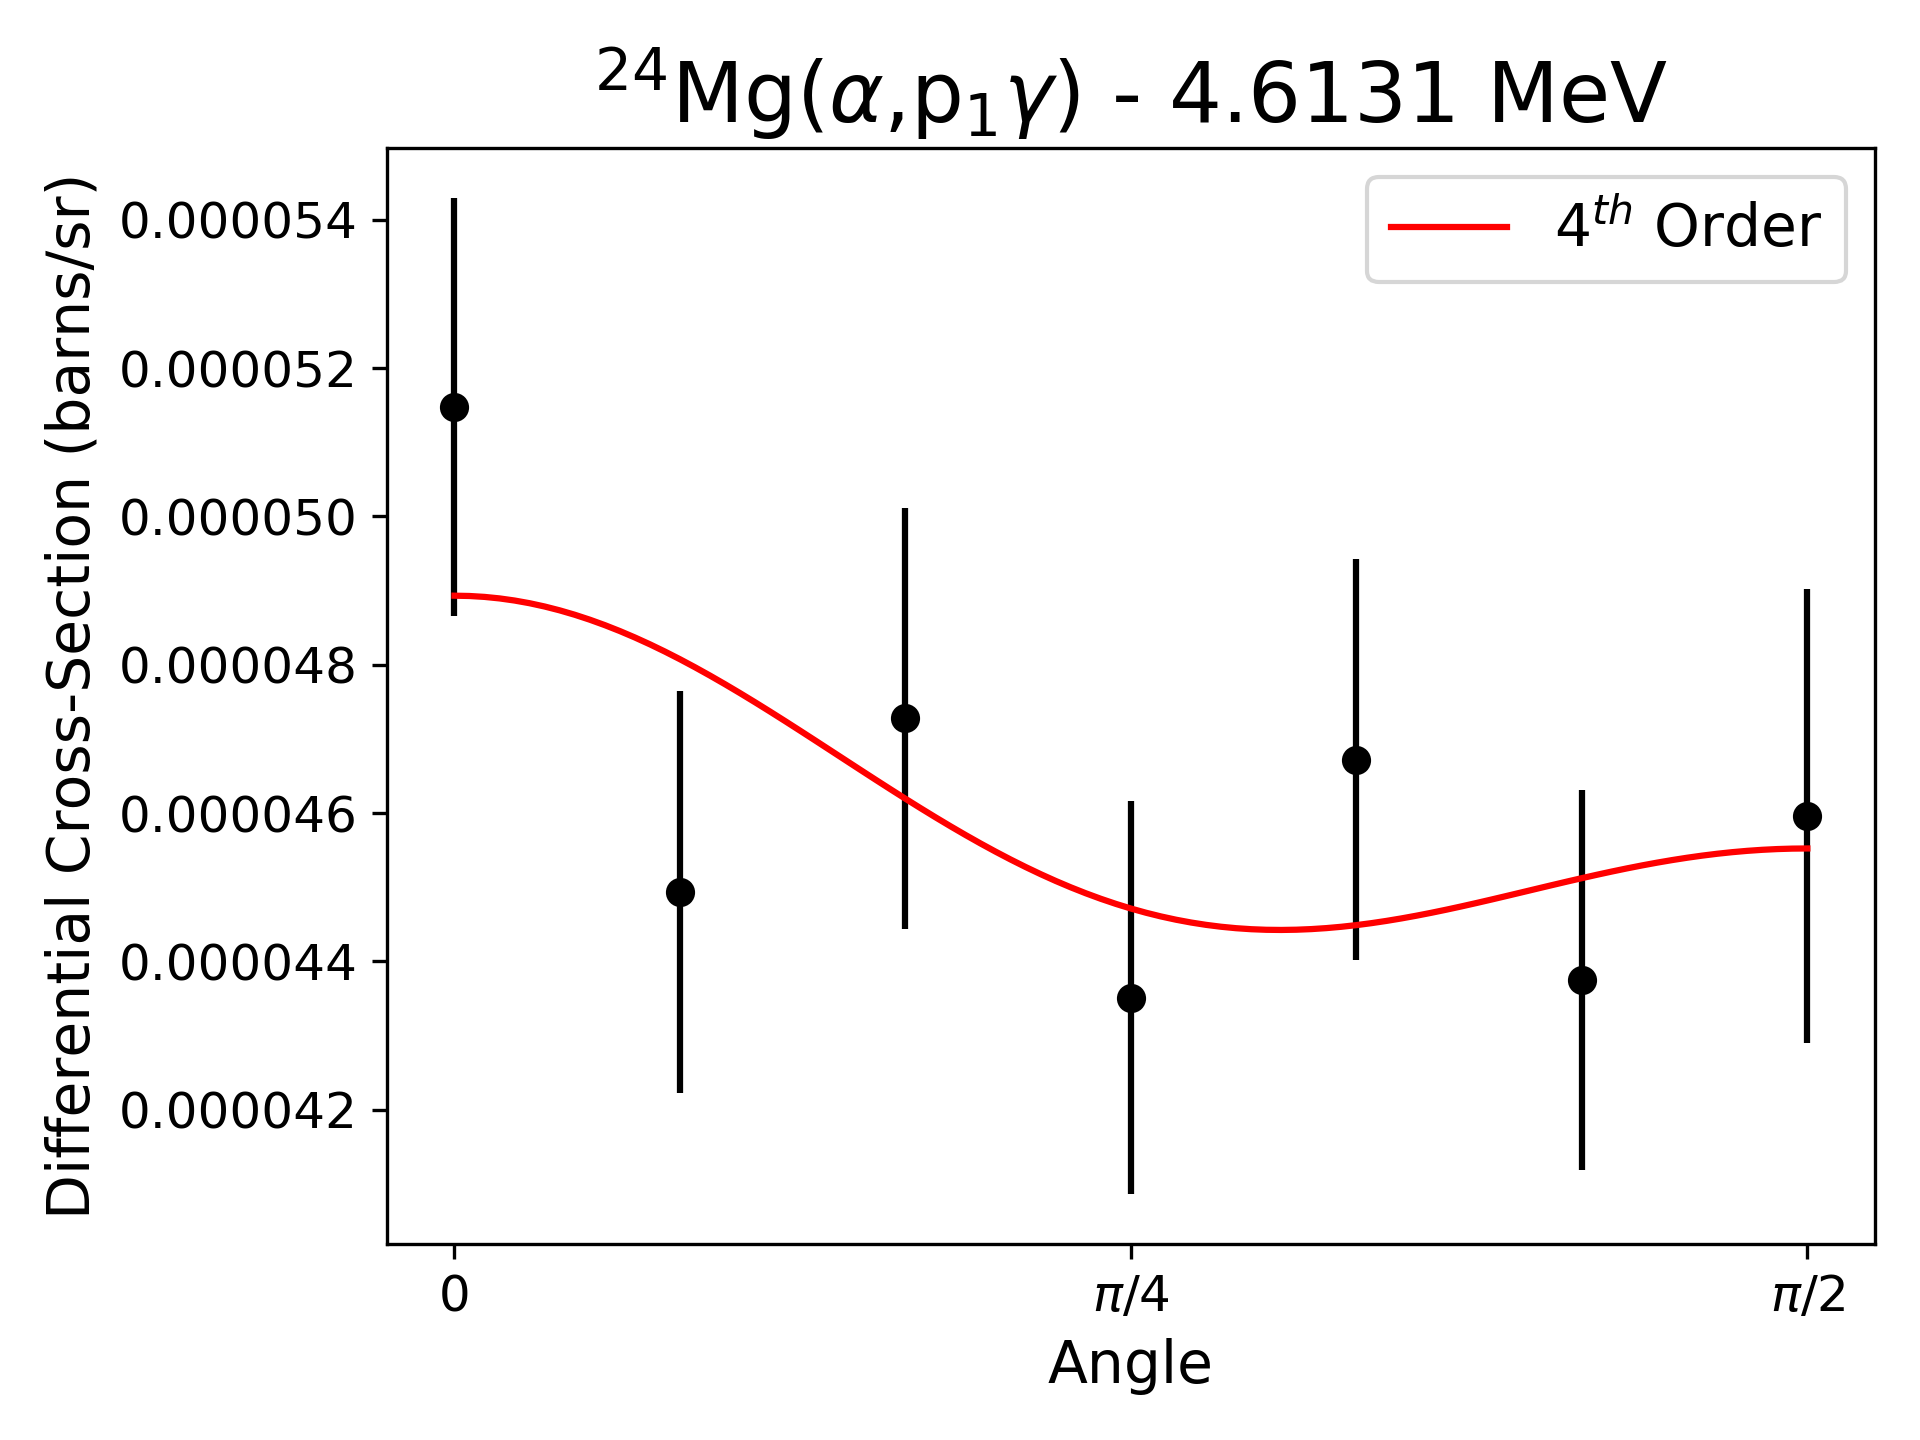 ²⁴Mg(α,p₁γ) - 4.6131 MeV
4ᵗʰ Order
Differential Cross-Section (barns/sr)
0.000054
0.000052
0.000050
0.000048
0.000046
0.000044
0.000042
0
π/4
π/2
Angle